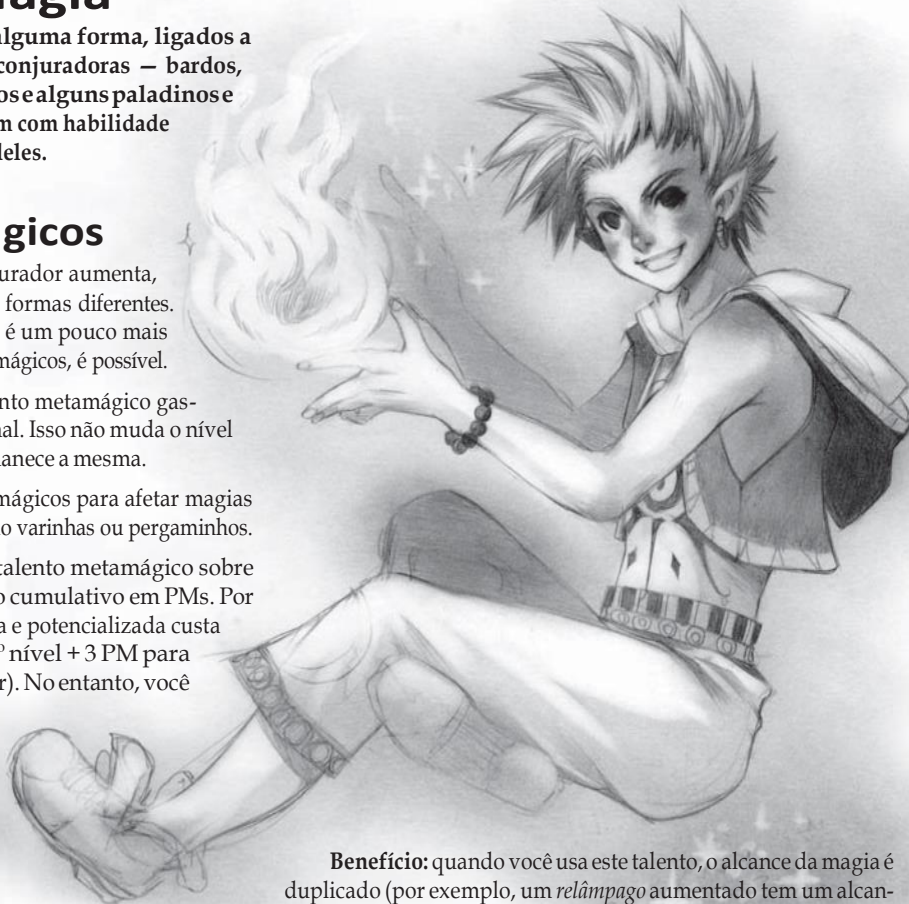 alguma forma, ligados a
conjuradoras — bardos,
os e alguns paladinos e
m com habilidade
deles.
gicos
urador aumenta,
formas diferentes.
é um pouco mais
mágicos, é possível.
nto metamágico gas-
nal. Isso não muda o nível
manece a mesma.
mágicos para afetar magias
o varinhas ou pergaminhos.
talento metamágico sobre
o cumulativo em PMs. Por
a e potencializada custa
º nível + 3 PM para
r). No entanto, você
Benefício: quando você usa este talento, o alcance da magia é
duplicado (por exemplo, um relâmpago aumentado tem um alcan-